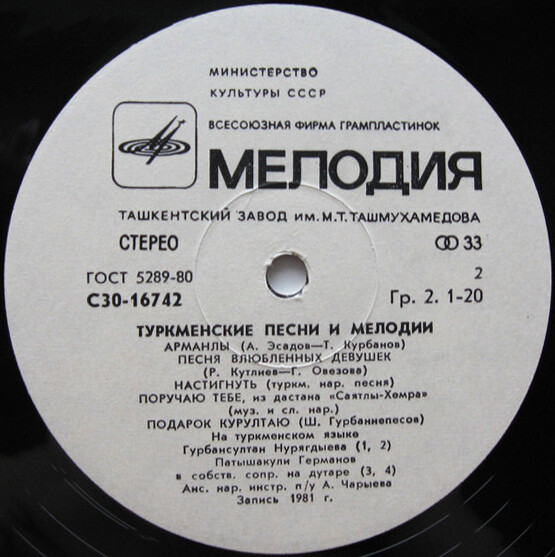 МИНИСТЕРСТВО
КУЛЬТУРЫ СССР
ВСЕСОЮЗНАЯ ФИРМА ГРАМПЛАСТИНОК
МЕЛОДИЯ
ТАШКЕНТСКИЙ ЗАВОД ИМ. М.Т. ТАШМУХАМЕДОВА
СТЕРЕО 33
ГОСТ 5289-80 2
С30-16742 Гр. 2. 1-20
ТУРКМЕНСКИЕ ПЕСНИ И МЕЛОДИИ
АРМАНЛЫ (А. Эсадов—Т. Курбанов)
ПЕСНЯ ВЛЮБЛЕННЫХ ДЕВУШЕК
(Р. Кутлиев—Г. Овезова)
НАСТИГНУТЬ (туркм. нар. песня)
ПОРУЧАЮ ТЕБЕ, из дастана «Саятлы-Хемра»
(муз. и сл. нар.)
ПОДАРОК КУРУЛТАЮ (Ш. Гурбаннепесов)
На туркменском языке
Гурбансултан Нурягдыева (1, 2)
Патышакули Германов
в собств. сопр. на дутаре (3, 4)
Анс. нар. инстр. п/у А. Чарыева
Запись 1981 г.